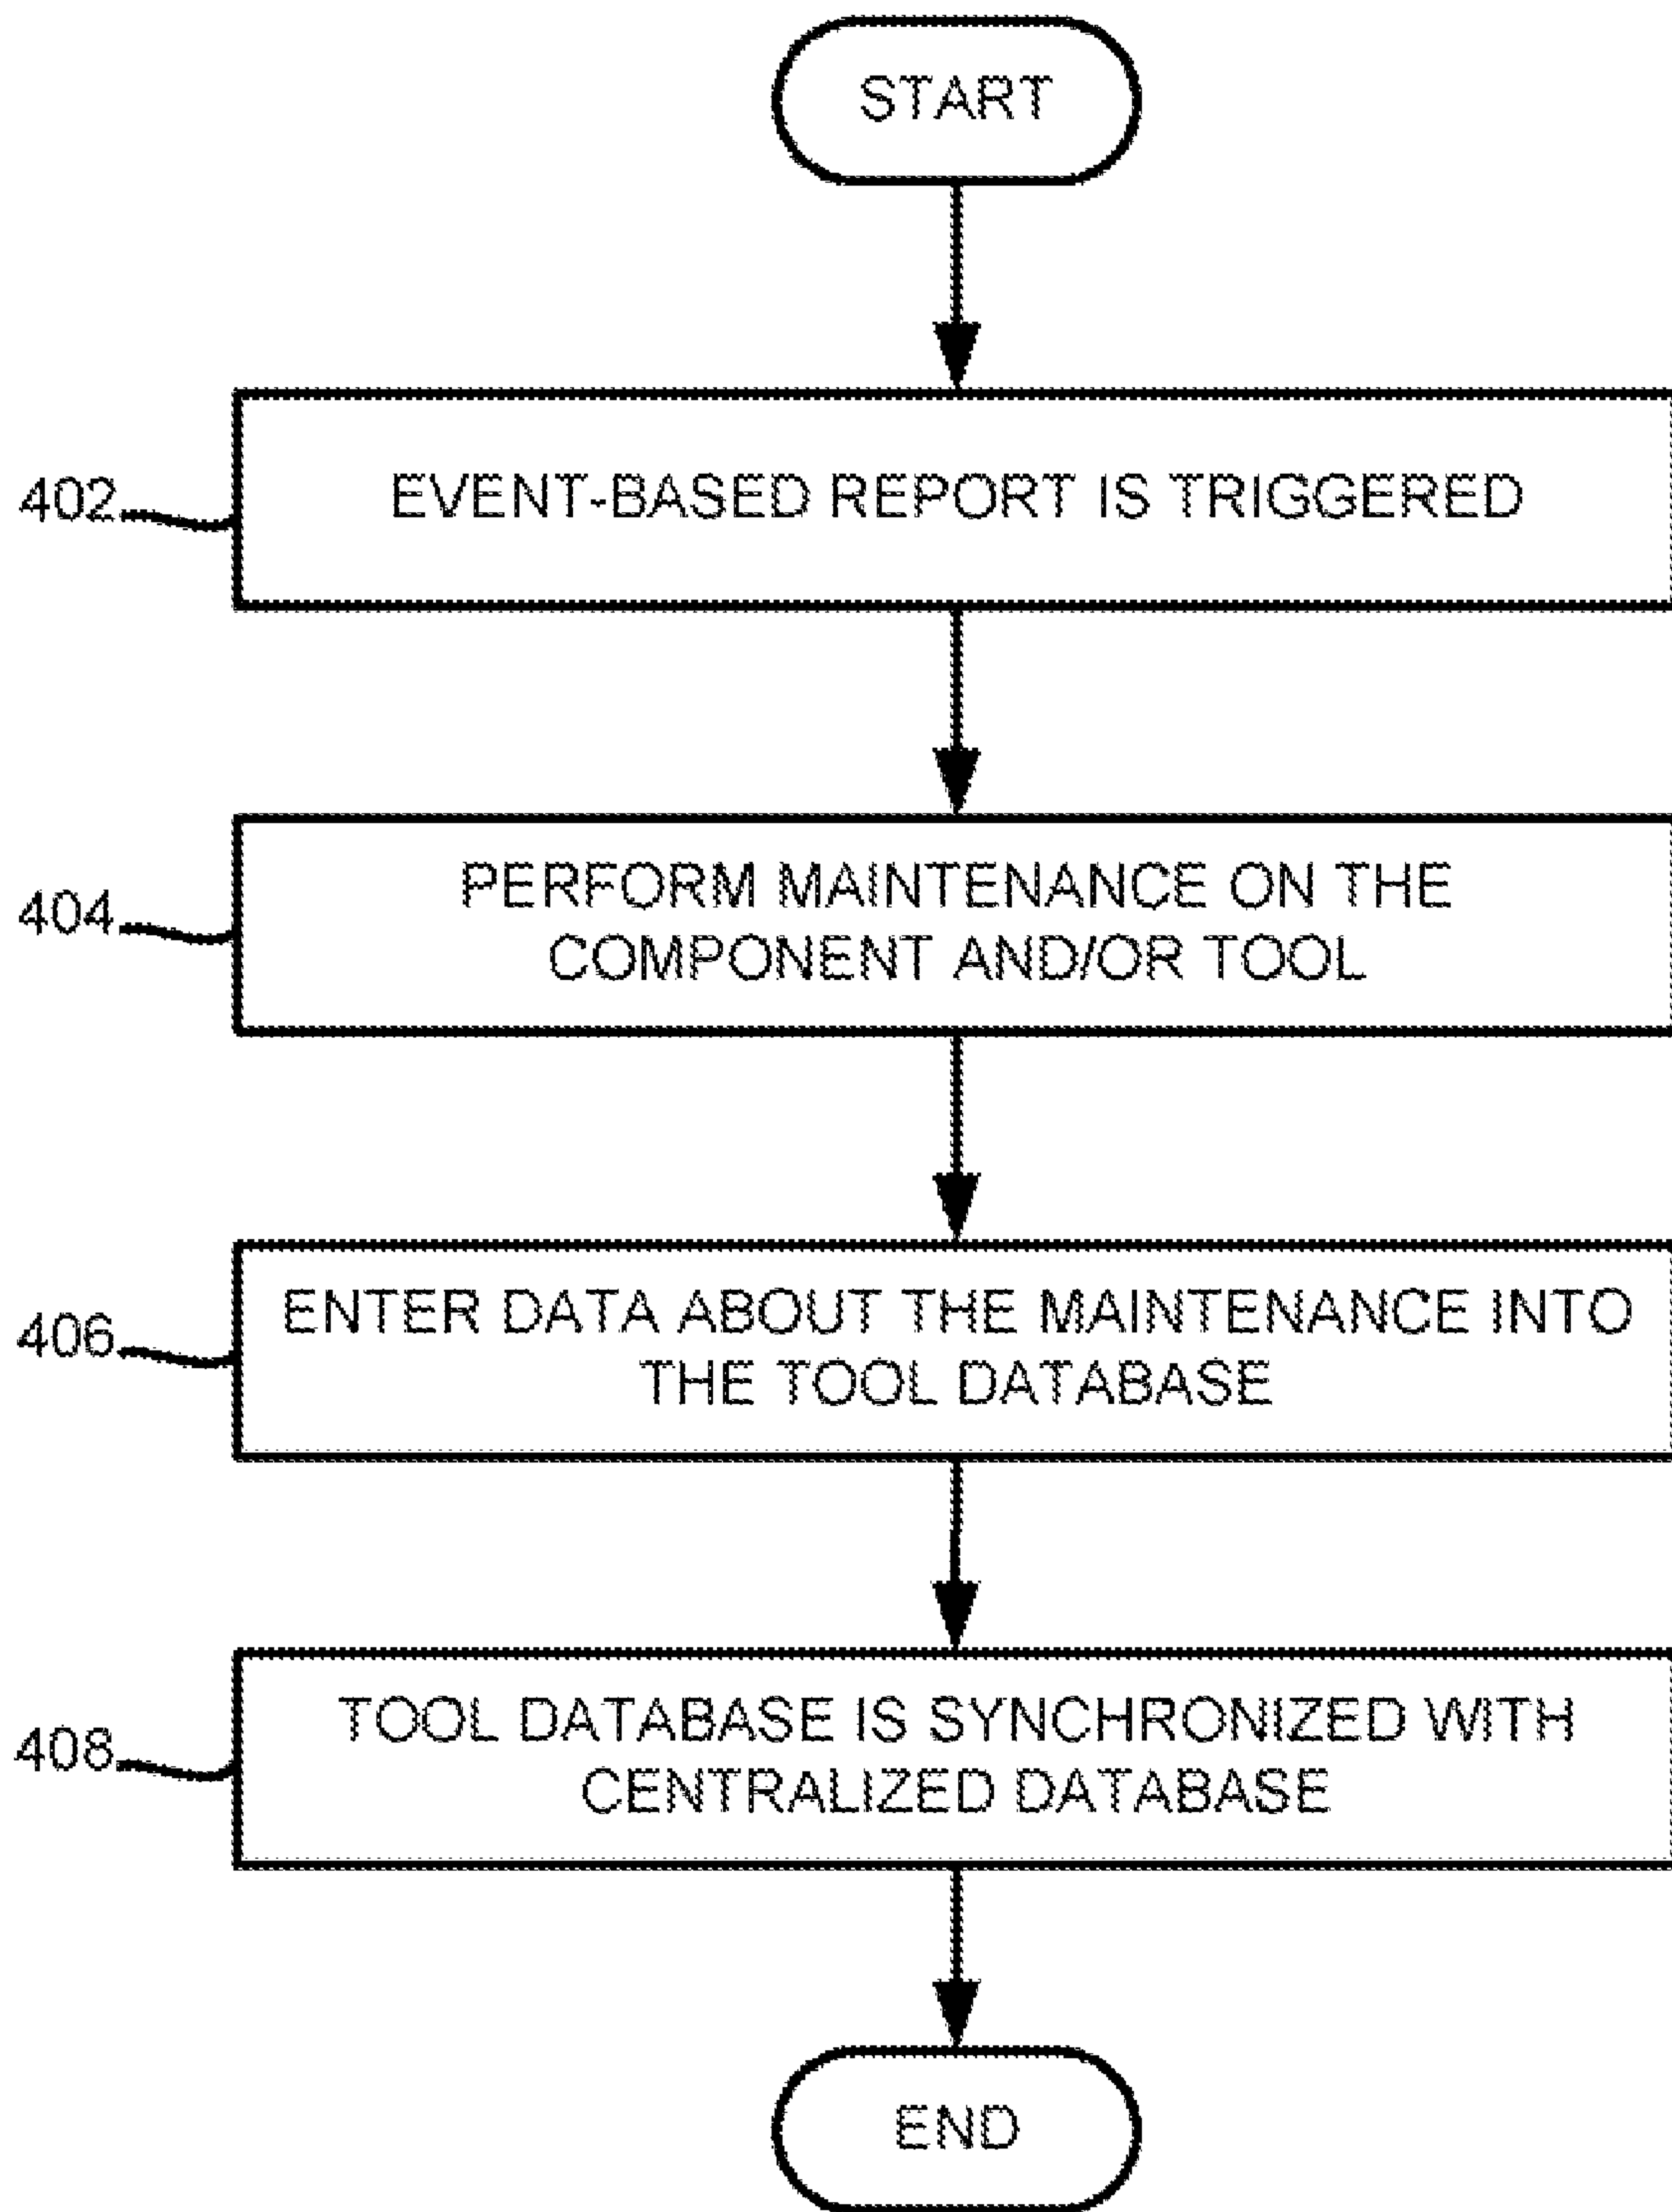 START
402
EVENT-BASED REPORT IS TRIGGERED
404
PERFORM MAINTENANCE ON THE
COMPONENT AND/OR TOOL
406
ENTER DATA ABOUT THE MAINTENANCE INTO
THE TOOL DATABASE
408
TOOL DATABASE IS SYNCHRONIZED WITH
CENTRALIZED DATABASE
END